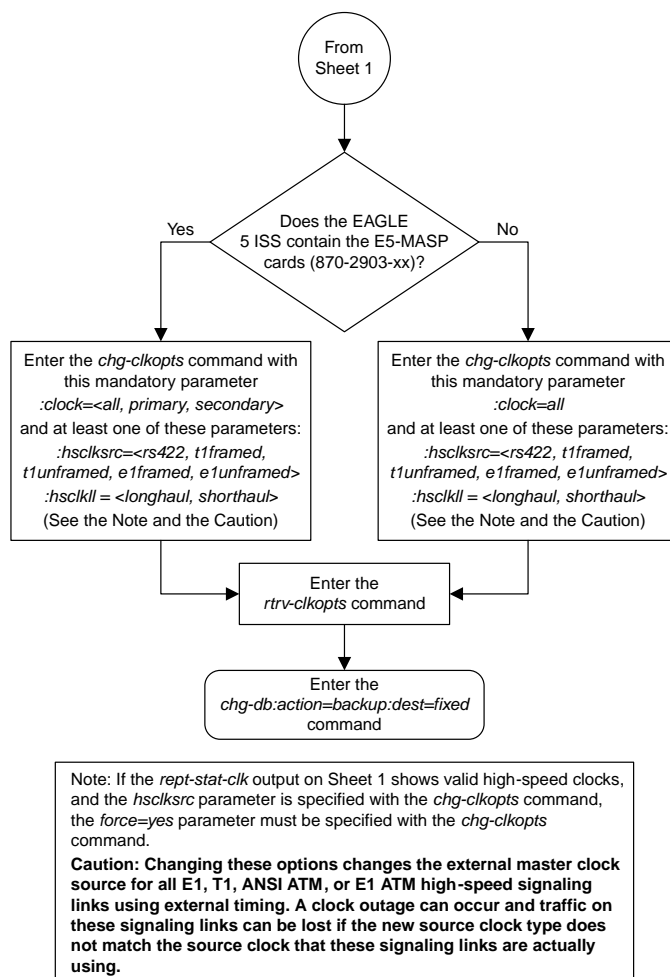 From
Sheet 1
Does the EAGLE
5 ISS contain the E5-MASP
cards (870-2903-xx)?
Yes
No
Enter the chg-clkopts command with
this mandatory parameter
:clock=<all, primary, secondary>
and at least one of these parameters:
:hsclksrc=<rs422, t1framed,
t1unframed, e1framed, e1unframed>
:hsclkll = <longhaul, shorthaul>
(See the Note and the Caution)
Enter the chg-clkopts command with
this mandatory parameter
:clock=all
and at least one of these parameters:
:hsclksrc=<rs422, t1framed,
t1unframed, e1framed, e1unframed>
:hsclkll = <longhaul, shorthaul>
(See the Note and the Caution)
Enter the
rtrv-clkopts command
Enter the
chg-db:action=backup:dest=fixed
command
Note: If the rept-stat-clk output on Sheet 1 shows valid high-speed clocks,
and the hsclksrc parameter is specified with the chg-clkopts command,
the force=yes parameter must be specified with the chg-clkopts
command.
Caution: Changing these options changes the external master clock
source for all E1, T1, ANSI ATM, or E1 ATM high-speed signaling
links using external timing. A clock outage can occur and traffic on
these signaling links can be lost if the new source clock type does
not match the source clock that these signaling links are actually
using.